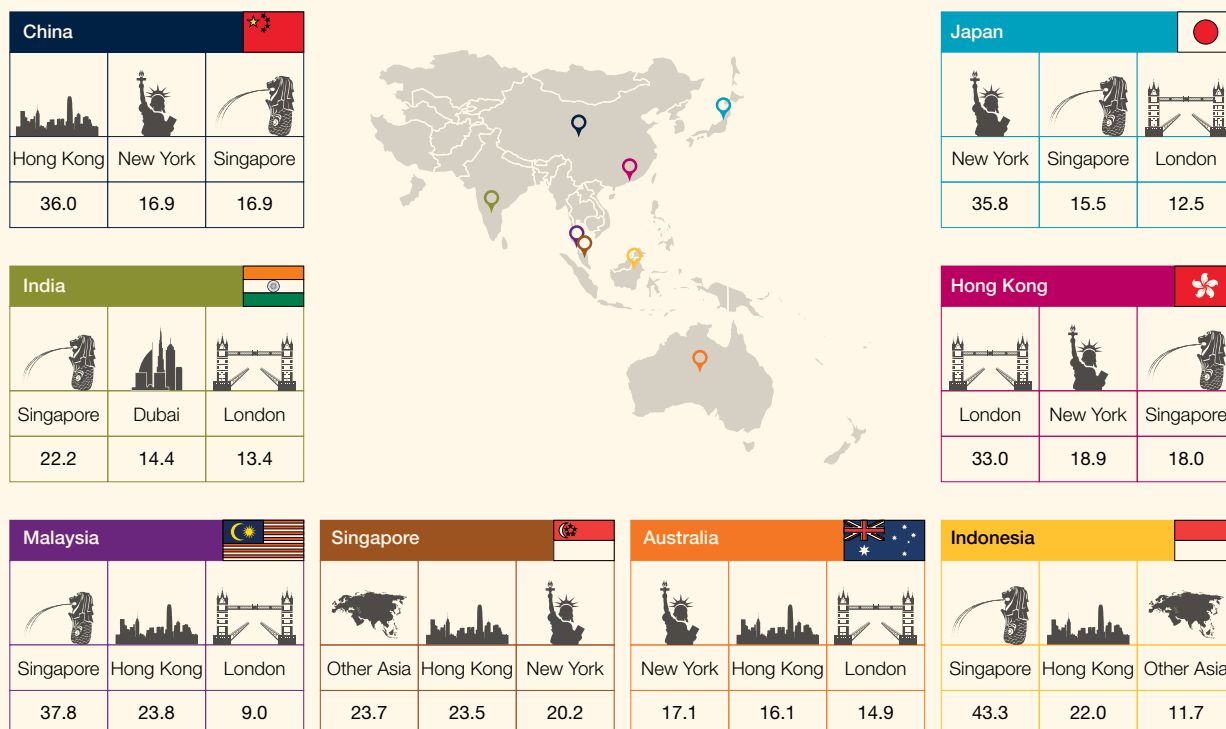 China
Hong Kong New York Singapore
36.0 16.9 16.9
Japan
New York Singapore London
35.8 15.5 12.5
India
Singapore Dubai London
22.2 14.4 13.4
Hong Kong
London New York Singapore
33.0 18.9 18.0
Malaysia
Singapore Hong Kong London
37.8 23.8 9.0
Singapore
Other Asia Hong Kong New York
23.7 23.5 20.2
Australia
New York Hong Kong London
17.1 16.1 14.9
Indonesia
Singapore Hong Kong Other Asia
43.3 22.0 11.7